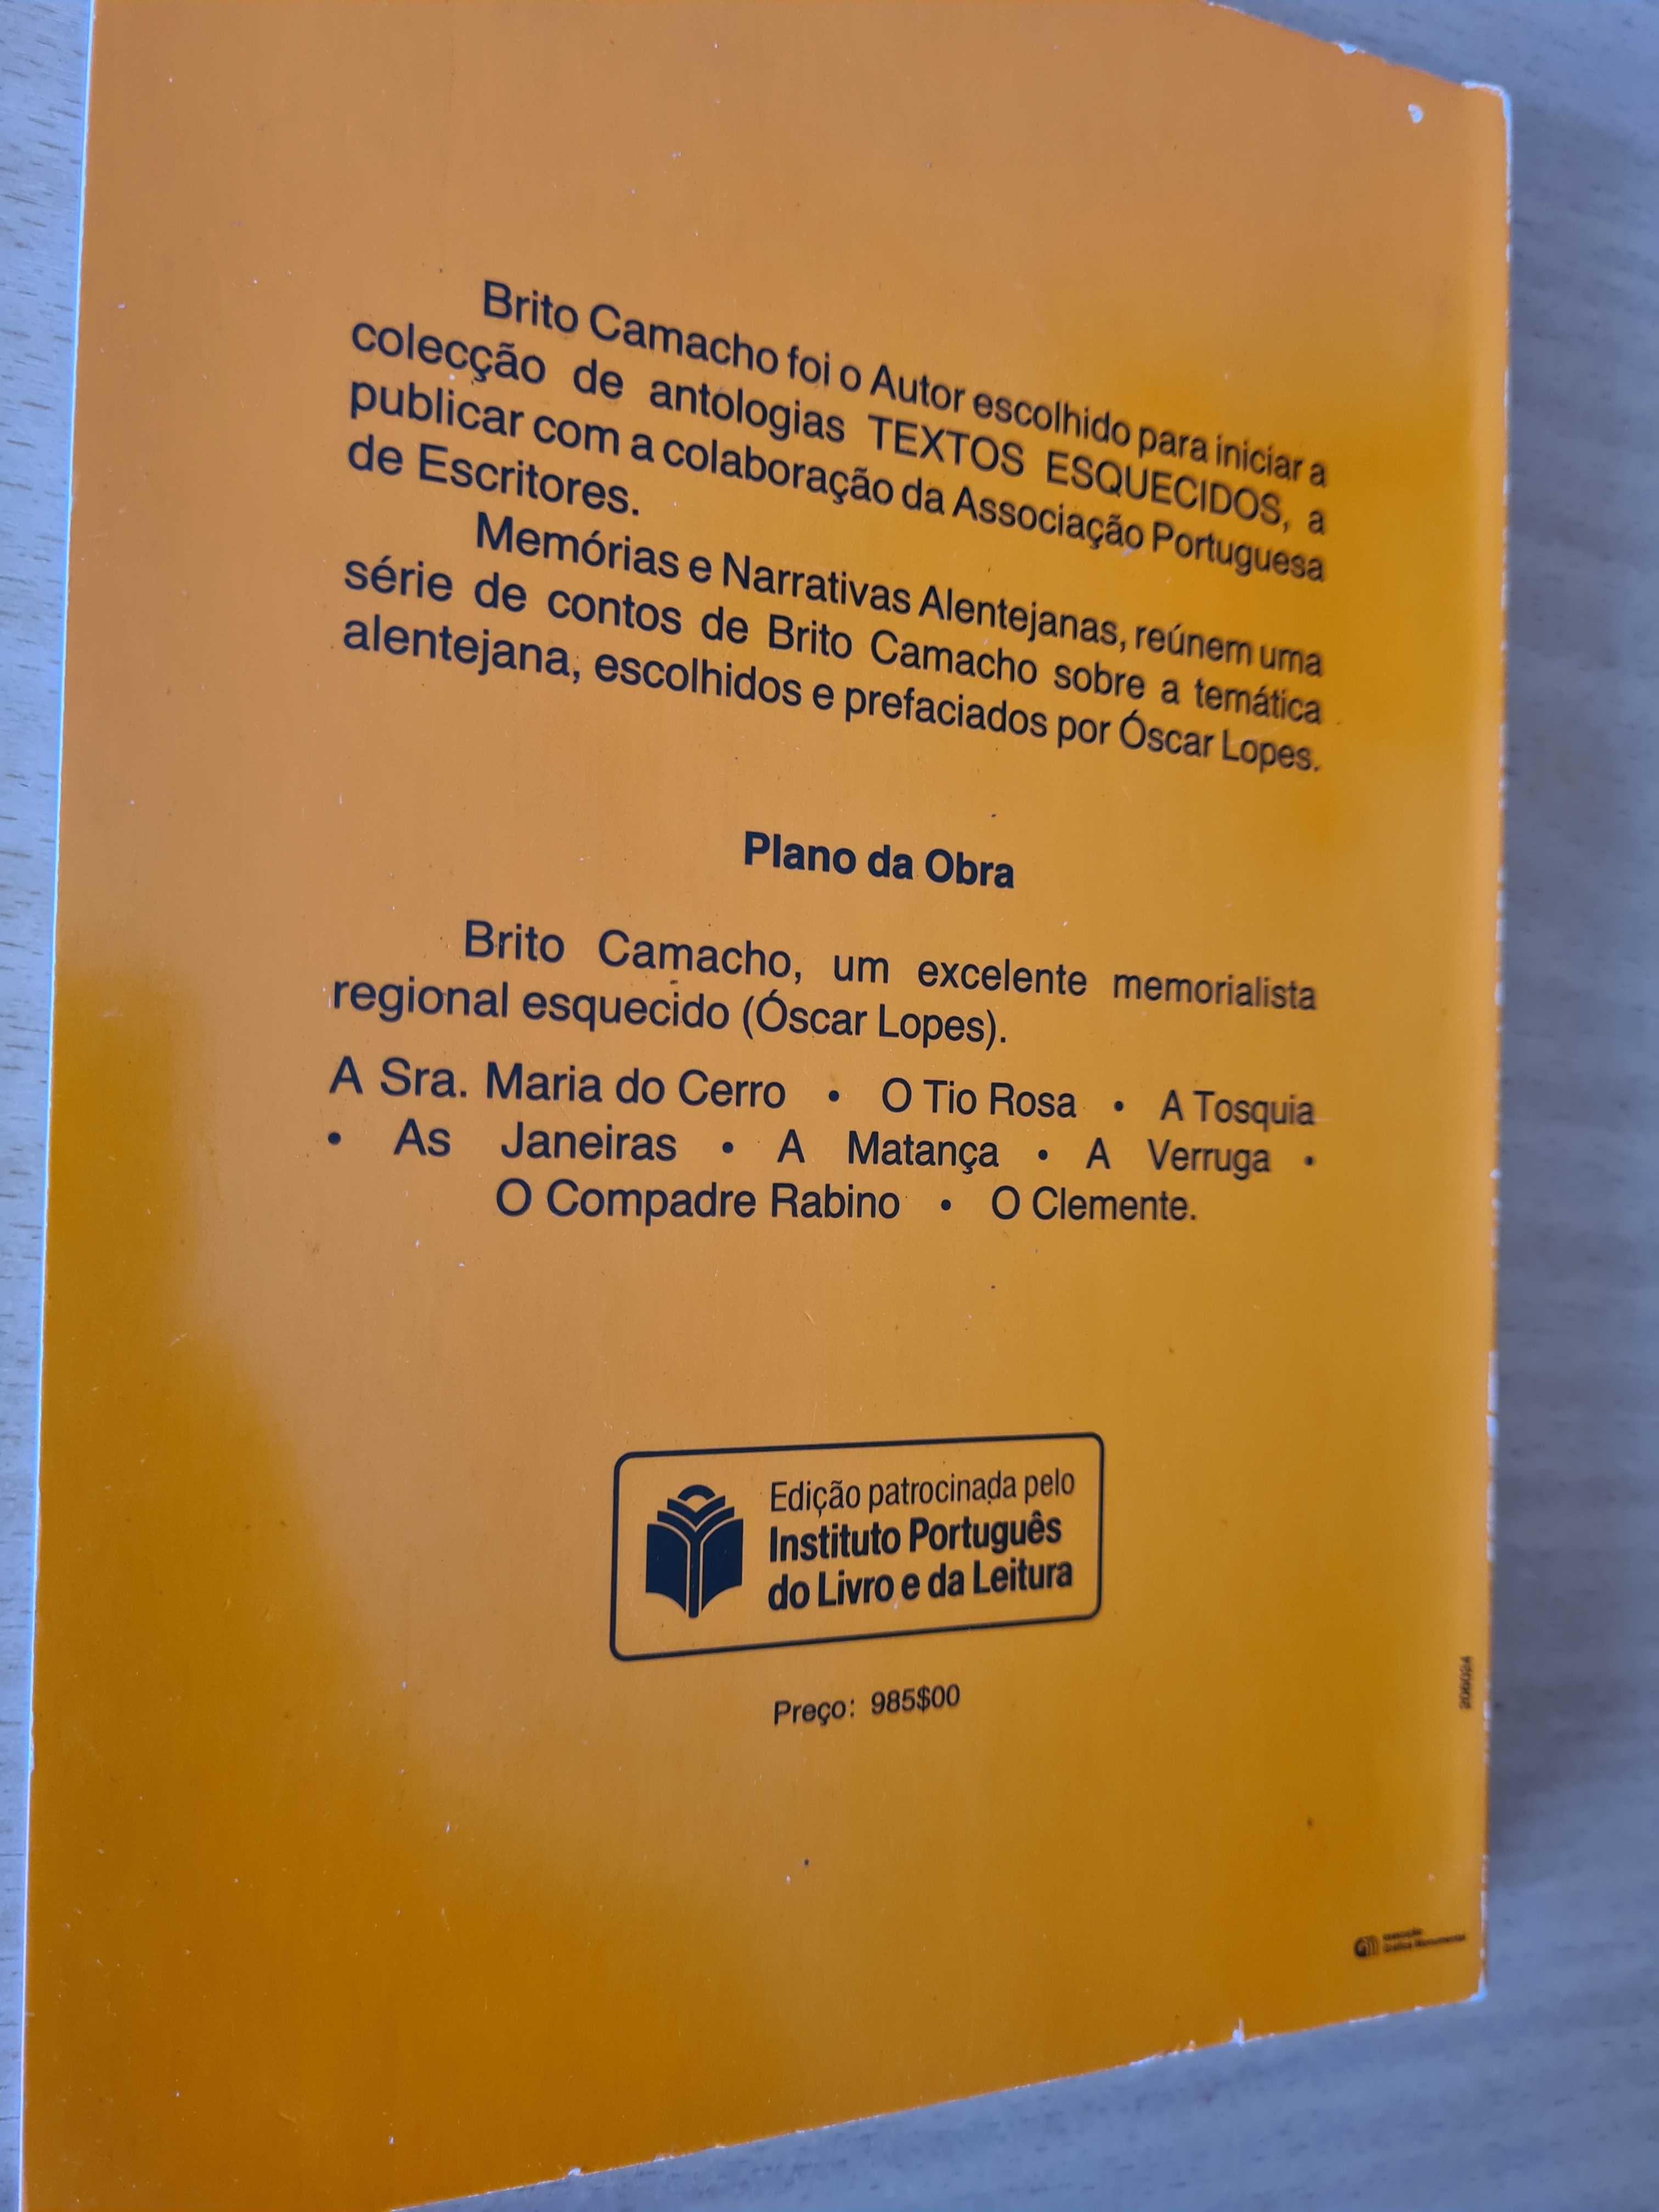 Brito Camacho foi o Autor escolhido para iniciar a
colecção de antologias TEXTOS ESQUECIDOS, a
publicar com a colaboração da Associação Portuguesa
de Escritores.
Memórias e Narrativas Alentejanas, reúnem uma
série de contos de Brito Camacho sobre a temática
alentejana, escolhidos e prefaciados por Óscar Lopes.
Plano da Obra
Brito Camacho, um excelente memorialista
regional esquecido (Óscar Lopes).
A Sra. Maria do Cerro • O Tio Rosa • A Tosquia
• As Janeiras • A Matança • A Verruga •
O Compadre Rabino • O Clemente.
Edição patrocinada pelo
Instituto Português
do Livro e da Leitura
Preço: 985$00
Gráfica Monumental